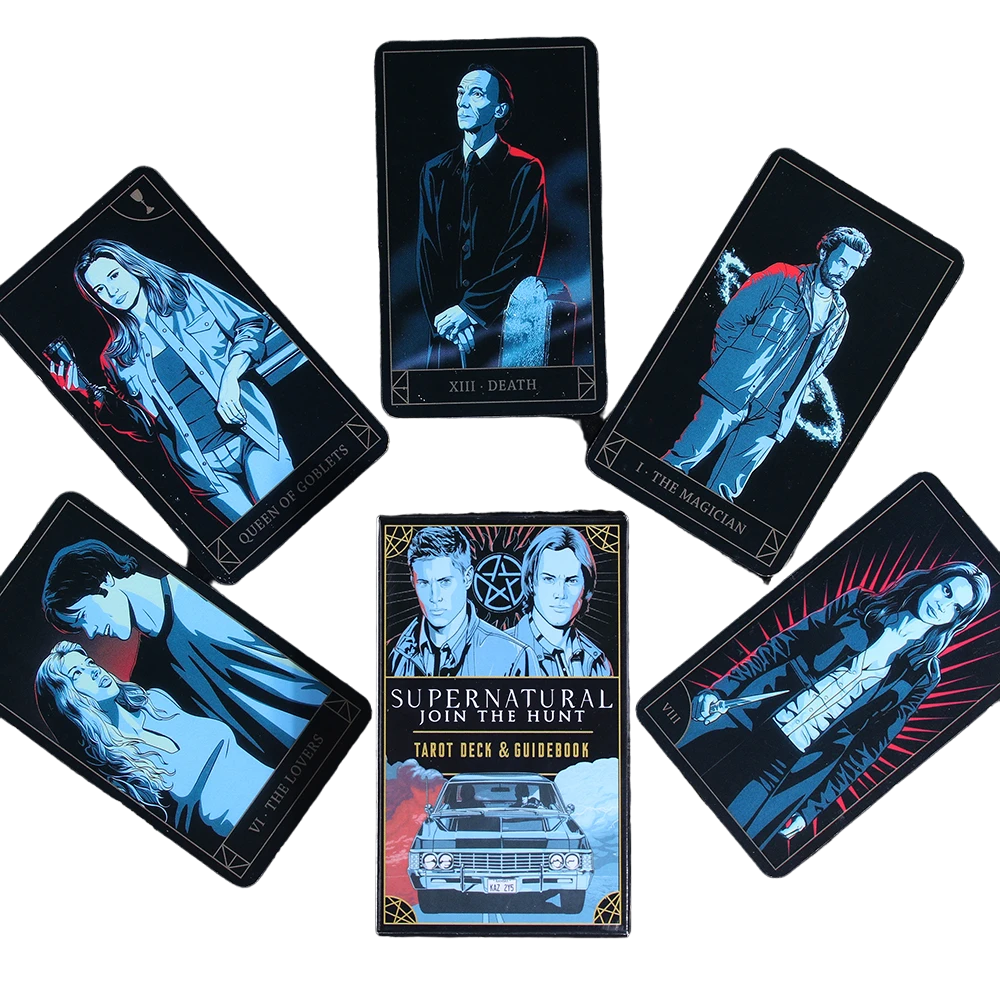 XIII · DEATH
QUEEN OF GOBLETS
I · THE MAGICIAN
VI · THE LOVERS
VIII
SUPERNATURAL
JOIN THE HUNT
TAROT DECK & GUIDEBOOK
KAZ 2Y5